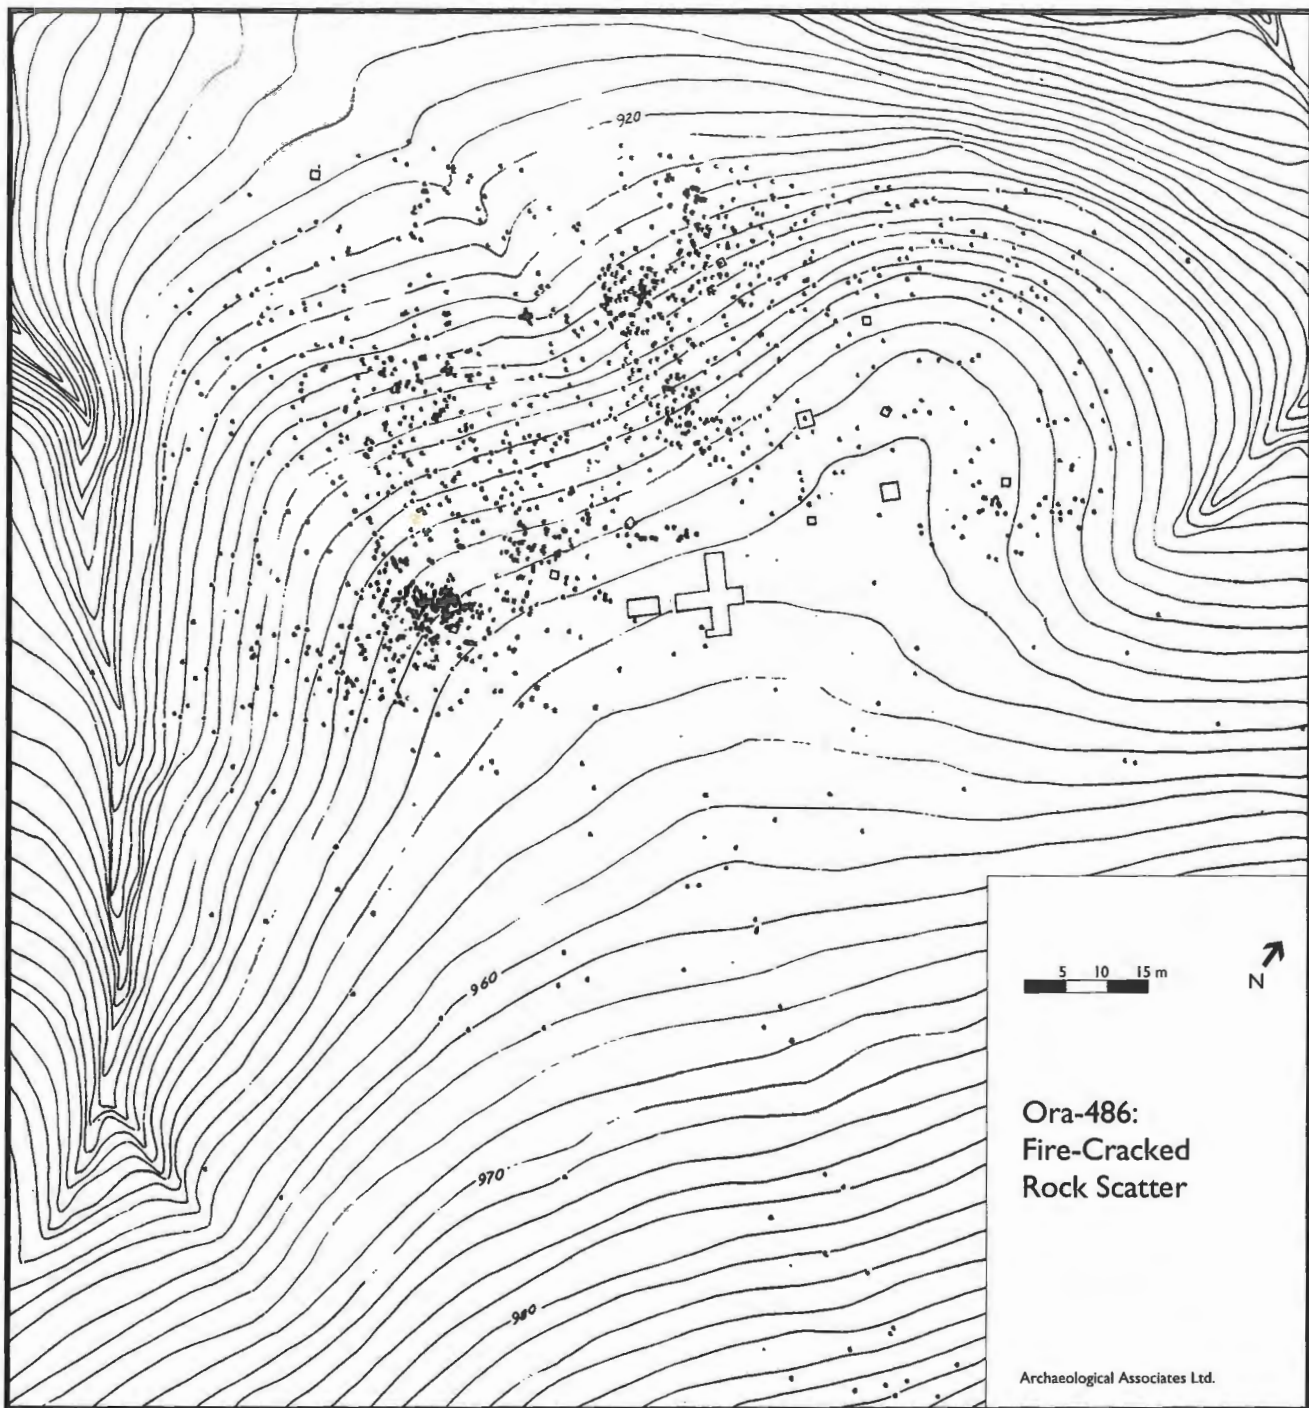 920
960
970
980
5 10 15 m
N
Ora-486:
Fire-Cracked
Rock Scatter
Archaeological Associates Ltd.